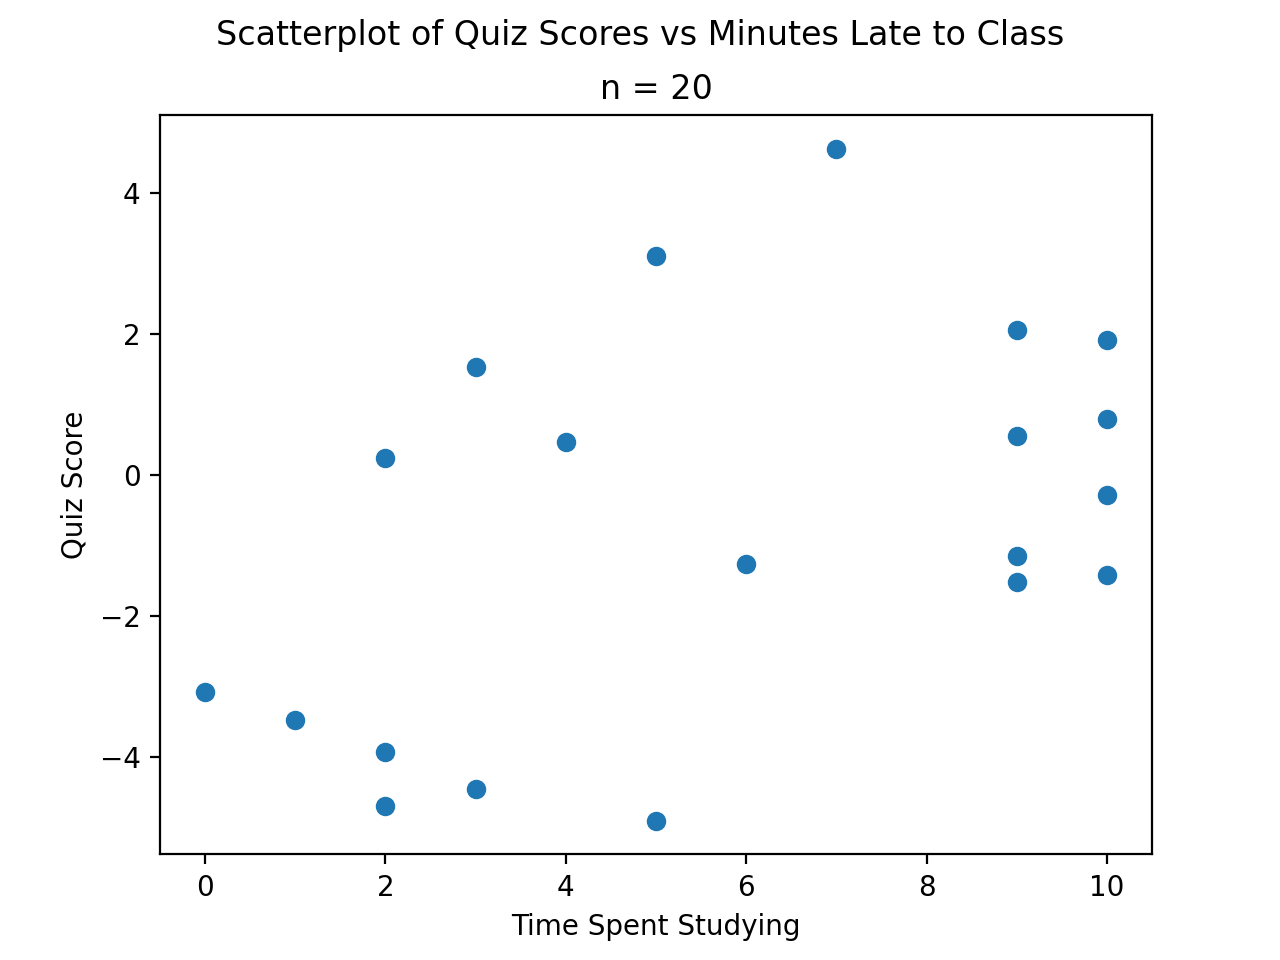 Scatterplot of Quiz Scores vs Minutes Late to Class
n = 20
4
2
0
−2
−4
Quiz Score
0 2 4 6 8 10
Time Spent Studying